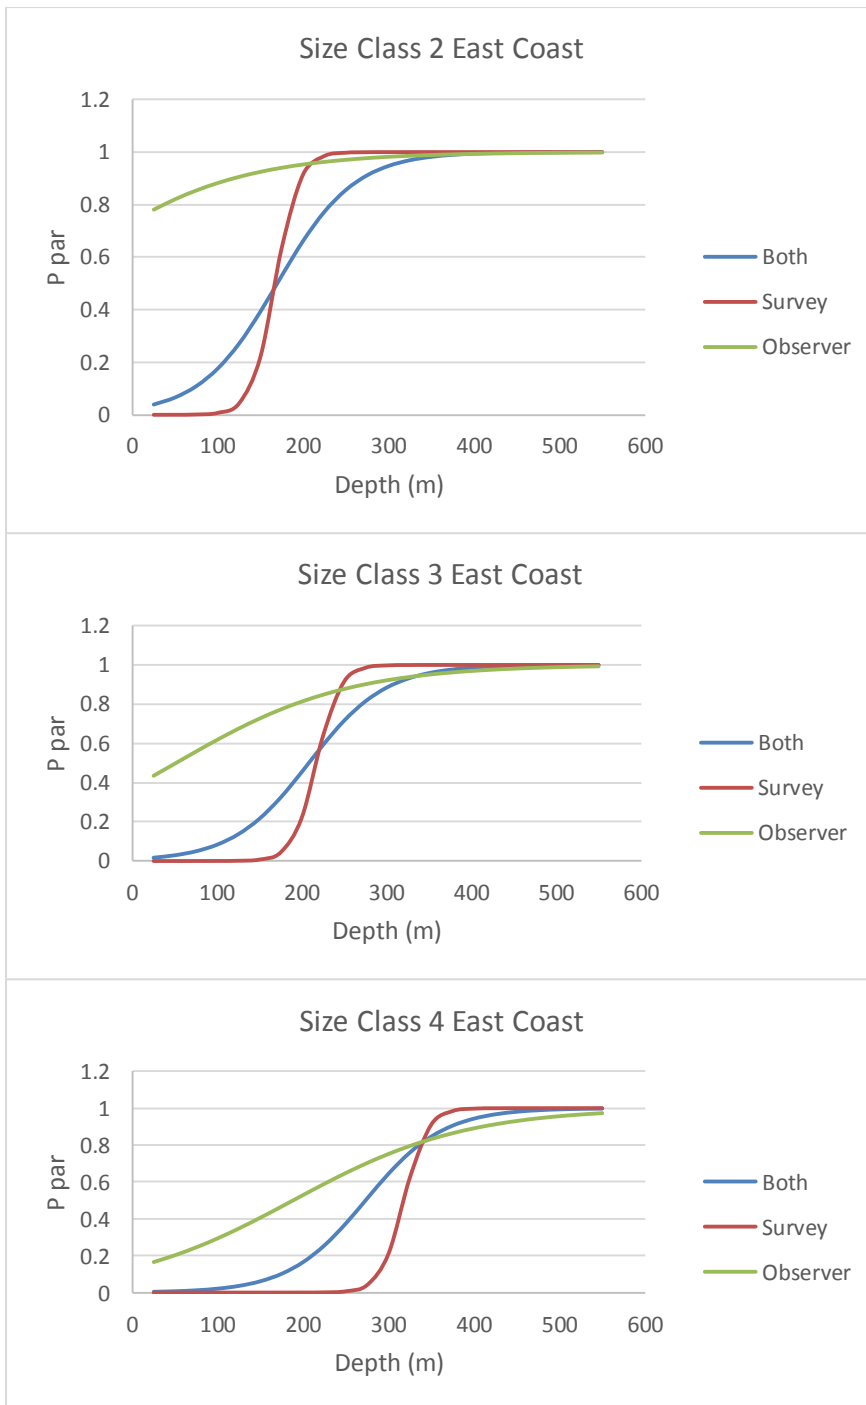 Size Class 2 East Coast
1.2
1
0.8
0.6
0.4
0.2
0
P par
0 100 200 300 400 500 600
Depth (m)
Both
Survey
Observer
Size Class 3 East Coast
1.2
1
0.8
0.6
0.4
0.2
0
P par
0 100 200 300 400 500 600
Depth (m)
Both
Survey
Observer
Size Class 4 East Coast
1.2
1
0.8
0.6
0.4
0.2
0
P par
0 100 200 300 400 500 600
Depth (m)
Both
Survey
Observer